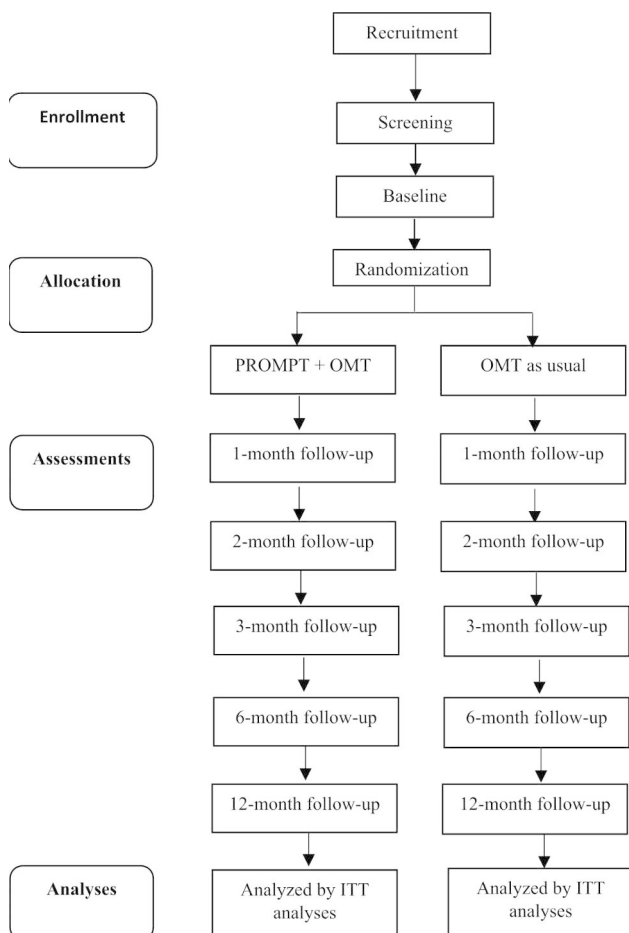 Recruitment
Enrollment
Screening
Baseline
Randomization
Allocation
PROMPT + OMT
OMT as usual
Assessments
1-month follow-up
1-month follow-up
2-month follow-up
2-month follow-up
3-month follow-up
3-month follow-up
6-month follow-up
6-month follow-up
12-month follow-up
12-month follow-up
Analyses
Analyzed by ITT
analyses
Analyzed by ITT
analyses